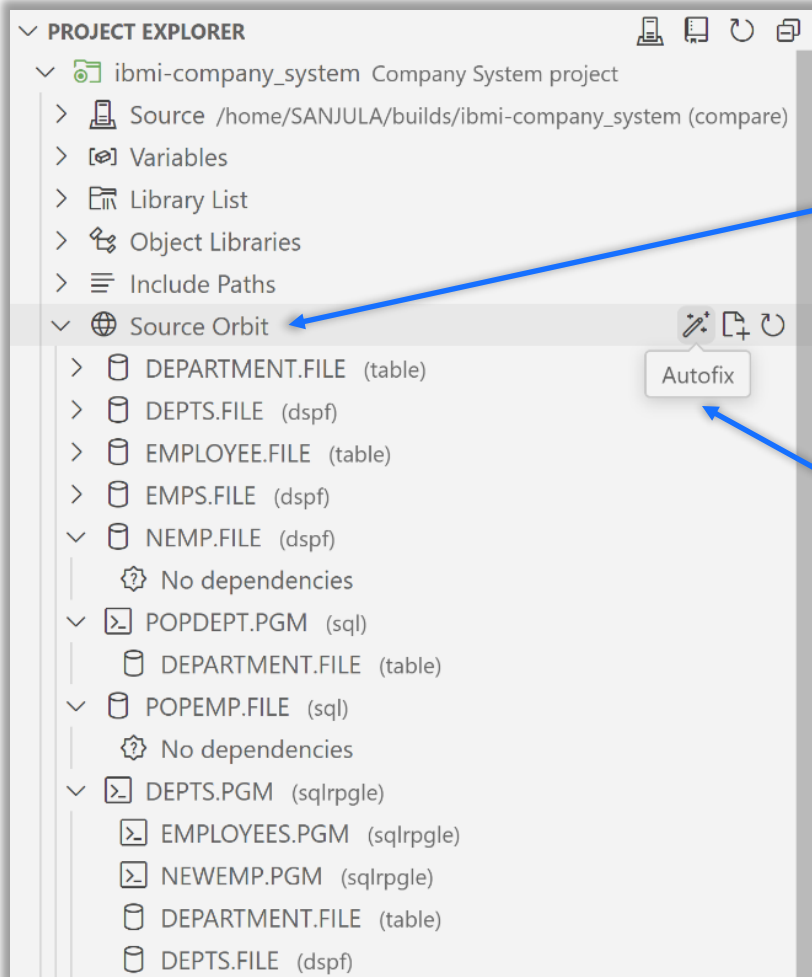 PROJECT EXPLORER
ibmi-company_system Company System project
Source /home/SANJULA/builds/ibmi-company_system (compare)
Variables
Library List
Object Libraries
Include Paths
Source Orbit
Autofix
DEPARTMENT.FILE (table)
DEPTS.FILE (dspf)
EMPLOYEE.FILE (table)
EMPS.FILE (dspf)
NEMP.FILE (dspf)
No dependencies
POPDEPT.PGM (sql)
DEPARTMENT.FILE (table)
POPEMP.FILE (sql)
No dependencies
DEPTS.PGM (sqlrpgle)
EMPLOYEES.PGM (sqlrpgle)
NEWEMP.PGM (sqlrpgle)
DEPARTMENT.FILE (table)
DEPTS.FILE (dspf)